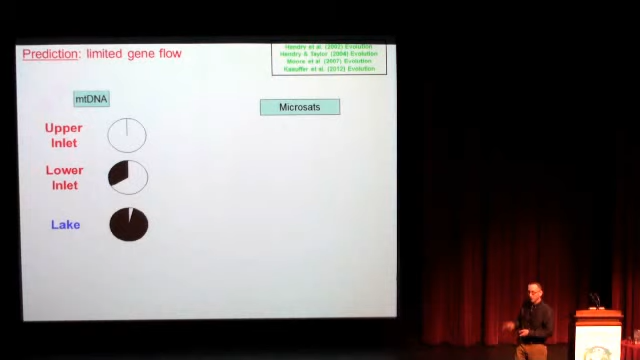 Prediction: limited gene flow
Hendry et al. (2002) Evolution
Hendry & Taylor (2004) Evolution
Moore et al. (2007) Evolution
Kaeuffer et al. (2012) Evolution
mtDNA
Microsats
Upper
Inlet
Lower
Inlet
Lake